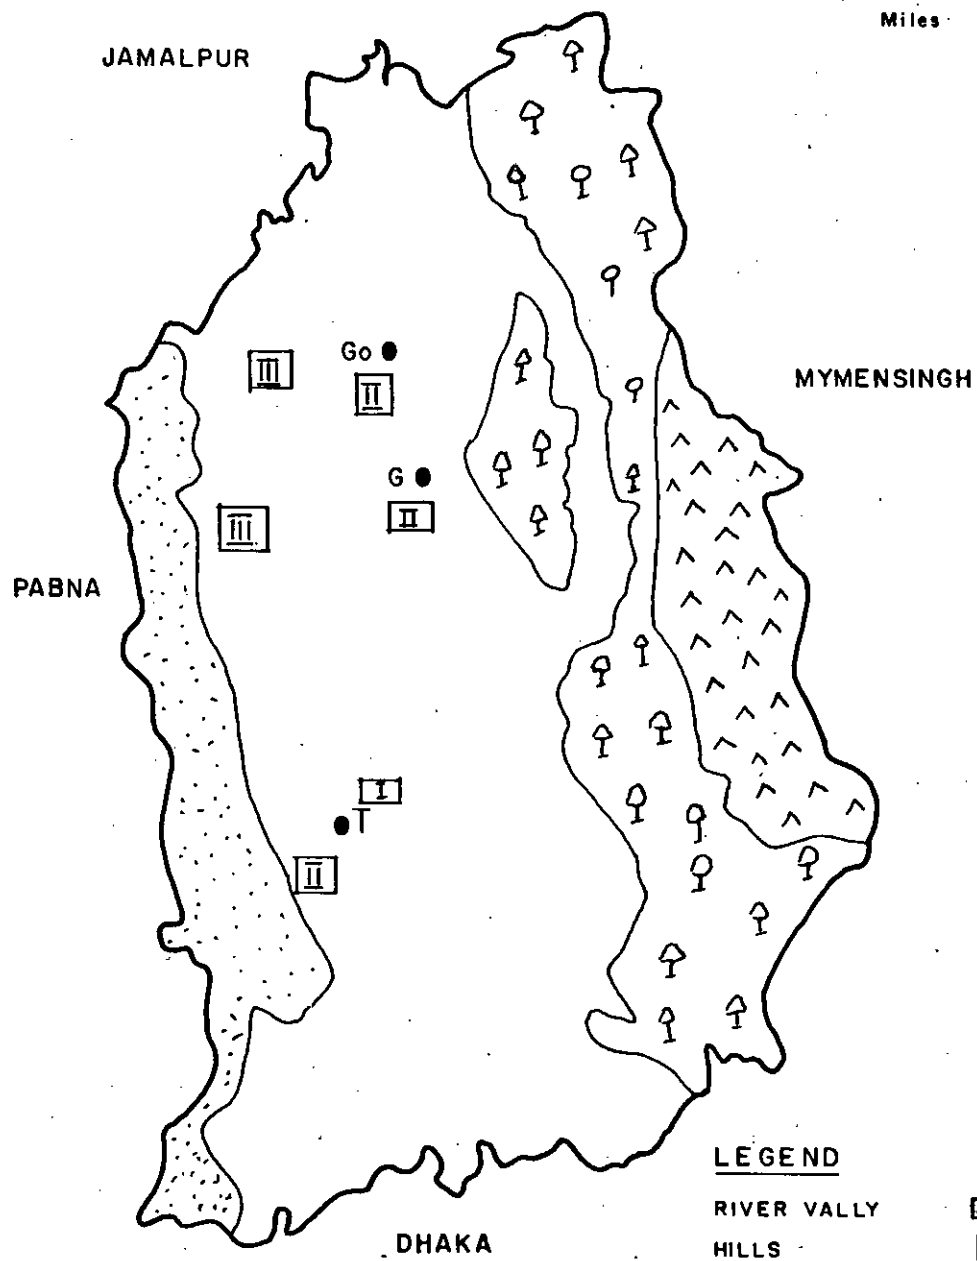 Miles
JAMALPUR
III
Go
II
MYMENSINGH
G
II
III
PABNA
I
T
II
LEGEND
RIVER VALLY
DHAKA
HILLS